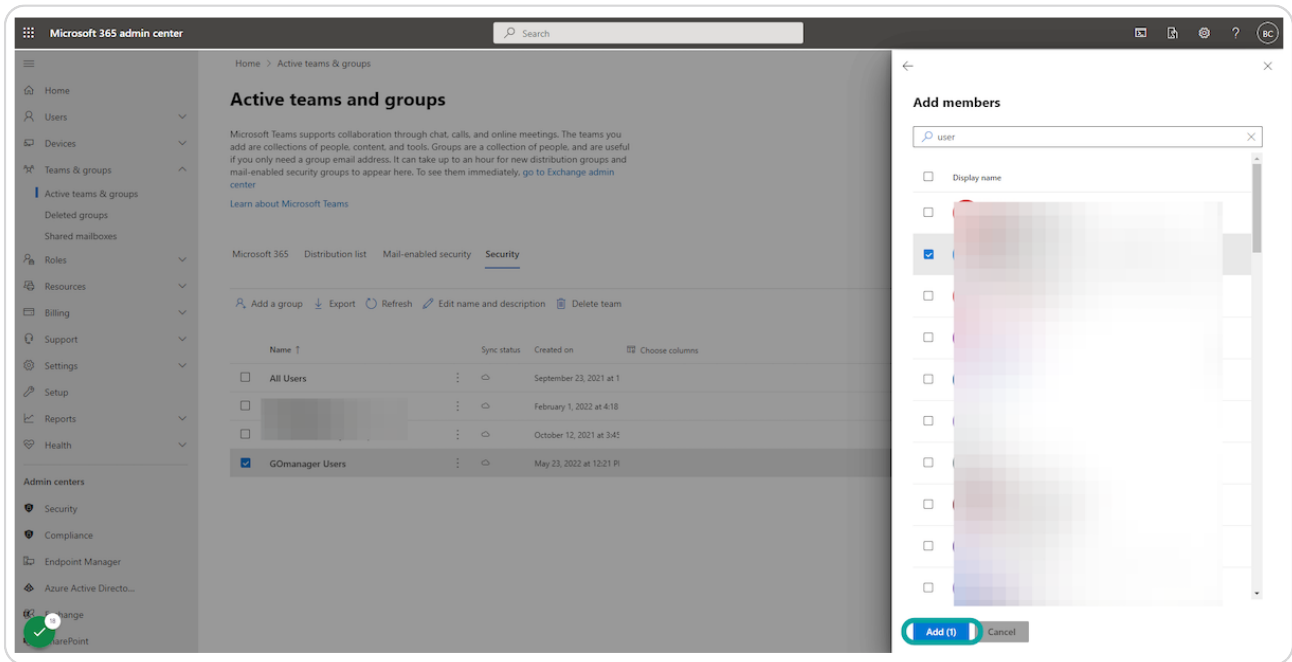 Microsoft 365 admin center
Search
?
BC
Home > Active teams & groups
Home
Users
Devices
Teams & groups
Active teams & groups
Deleted groups
Shared mailboxes
Roles
Resources
Billing
Support
Settings
Setup
Reports
Health
Admin centers
Security
Compliance
Endpoint Manager
Azure Active Directo...
SharePoint
19
Active teams and groups
Microsoft Teams supports collaboration through chat, calls, and online meetings. The teams you
add are collections of people, content, and tools. Groups are a collection of people, and are useful
if you only need a group email address. It can take up to an hour for new distribution groups and
mail-enabled security groups to appear here. To see them immediately, go to Exchange admin
center
Learn about Microsoft Teams
Microsoft 365 Distribution list Mail-enabled security Security
Add a group Export Refresh Edit name and description Delete team
Name ↑ Sync status Created on Choose columns
All Users September 23, 2021 at 1
February 1, 2022 at 4:18
October 12, 2021 at 3:45
GOmanager Users May 23, 2022 at 12:21 P
Add members
user
Display name
Add (1) Cancel